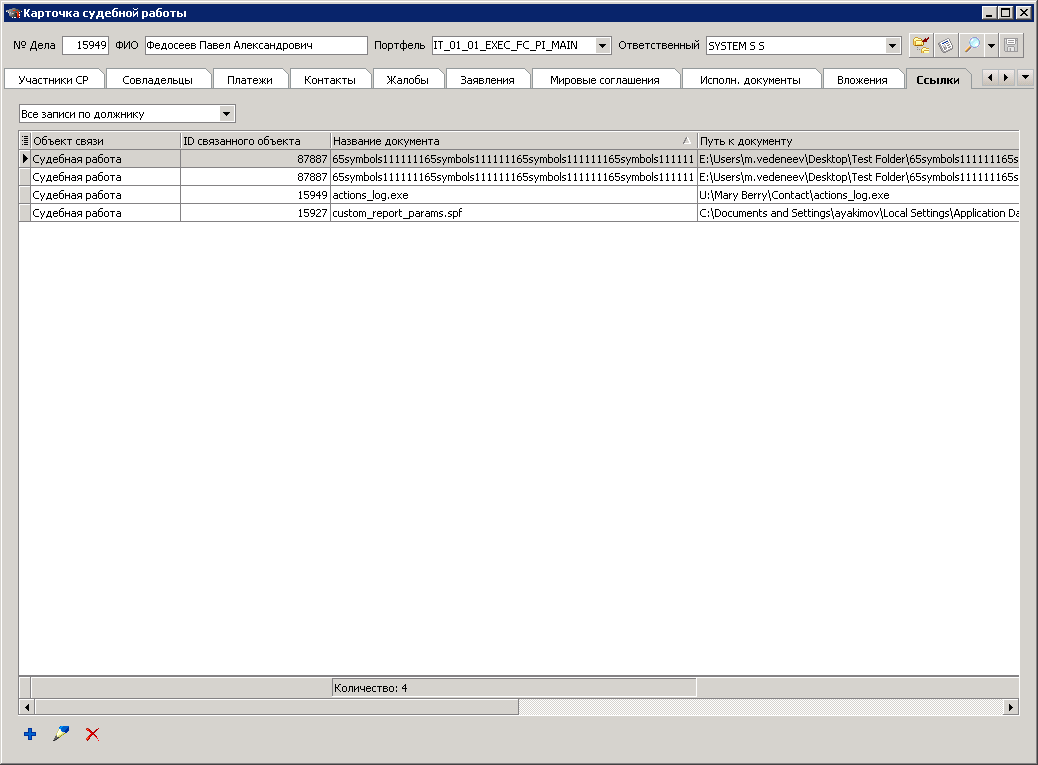 Карточка судебной работы
№ Дела 15949 ФИО Федосеев Павел Александрович Портфель IT_01_01_EXEC_FC_PI_MAIN Ответственный SYSTEM S S
Участники СР Совладельцы Платежи Контакты Жалобы Заявления Мировые соглашения Исполн. документы Вложения Ссылки
Все записи по должнику
Объект связи ID связанного объекта Название документа Путь к документу
Судебная работа 87887 65symbols111111165symbols111111165symbols111111165symbols111111 E:\Users\m.vedeneev\Desktop\Test Folder\65symbols111111165s
Судебная работа 87887 65symbols111111165symbols111111165symbols111111165symbols111111 E:\Users\m.vedeneev\Desktop\Test Folder\65symbols111111165s
Судебная работа 15949 actions_log.exe U:\Mary Berry\Contact\actions_log.exe
Судебная работа 15927 custom_report_params.spf C:\Documents and Settings\ayakimov\Local Settings\Application Da
Количество: 4